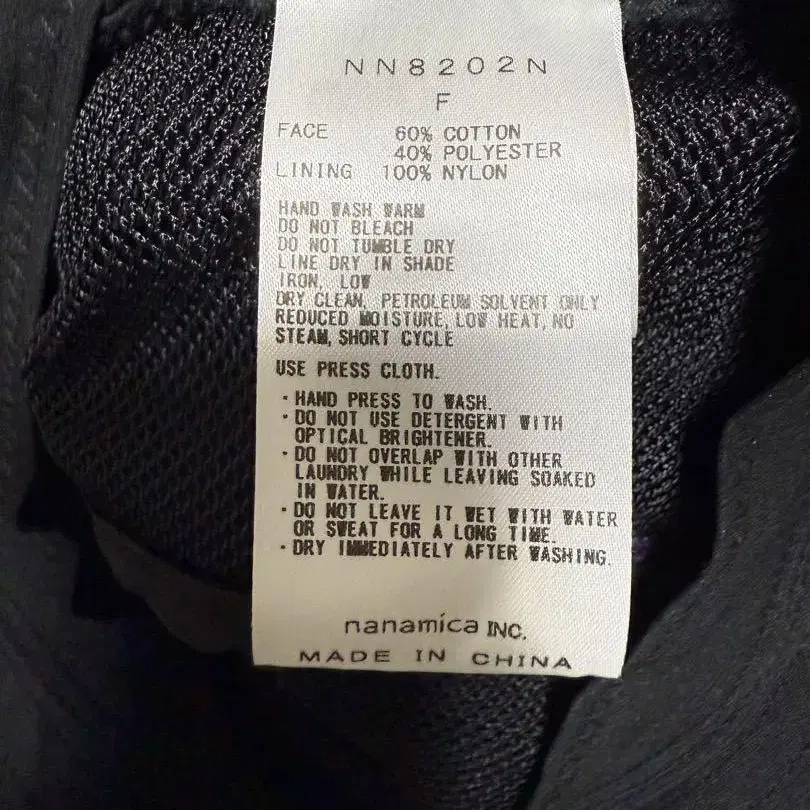 NN8202N
F
FACE 60% COTTON
40% POLYESTER
LINING 100% NYLON
HAND WASH WARM
DO NOT BLEACH
DO NOT TUMBLE DRY
LINE DRY IN SHADE
IRON, LOW
DRY CLEAN, PETROLEUM SOLVENT ONLY
REDUCED MOISTURE, LOW HEAT, NO
STEAM, SHORT CYCLE
USE PRESS CLOTH.
・HAND PRESS TO WASH.
・DO NOT USE DETERGENT WITH
OPTICAL BRIGHTENER.
・DO NOT OVERLAP WITH OTHER
LAUNDRY WHILE LEAVING SOAKED
IN WATER.
・DO NOT LEAVE IT WET WITH WATER
OR SWEAT FOR A LONG TIME.
・DRY IMMEDIATELY AFTER WASHING.
nanamica INC.
MADE IN CHINA